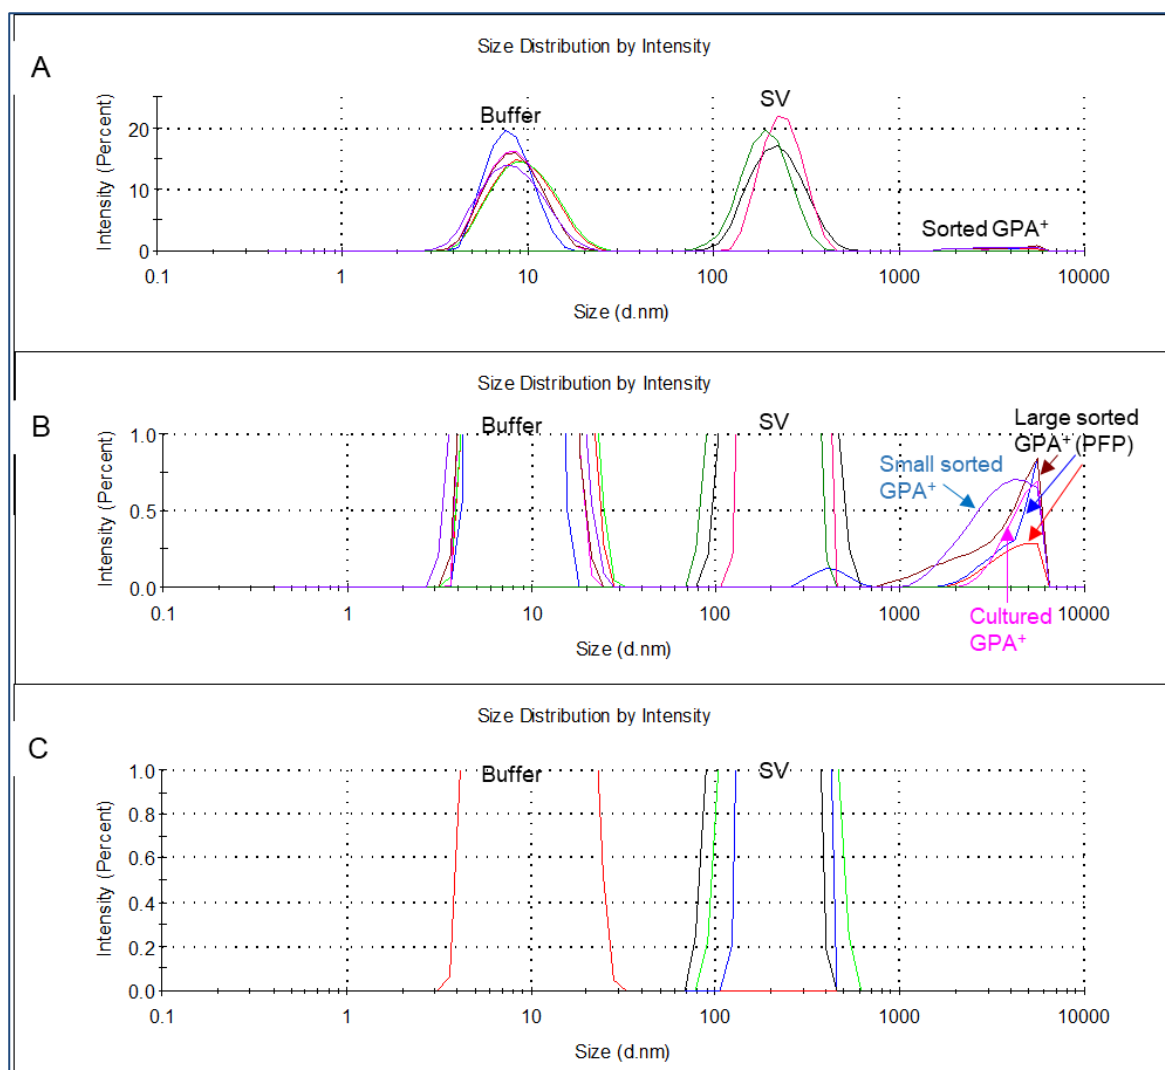 Size Distribution by Intensity
A
Buffer
SV
Sorted GPA⁺
Intensity (Percent)
20
10
0
0.1
1
10
100
1000
10000
Size (d.nm)
Size Distribution by Intensity
B
Buffer
SV
Large sorted
GPA⁺ (PFP)
Small sorted
GPA⁺
Cultured
GPA⁺
Intensity (Percent)
1.0
0.5
0.0
0.1
1
10
100
1000
10000
Size (d.nm)
Size Distribution by Intensity
C
Buffer
SV
Intensity (Percent)
1.0
0.8
0.6
0.4
0.2
0.0
0.1
1
10
100
1000
10000
Size (d.nm)